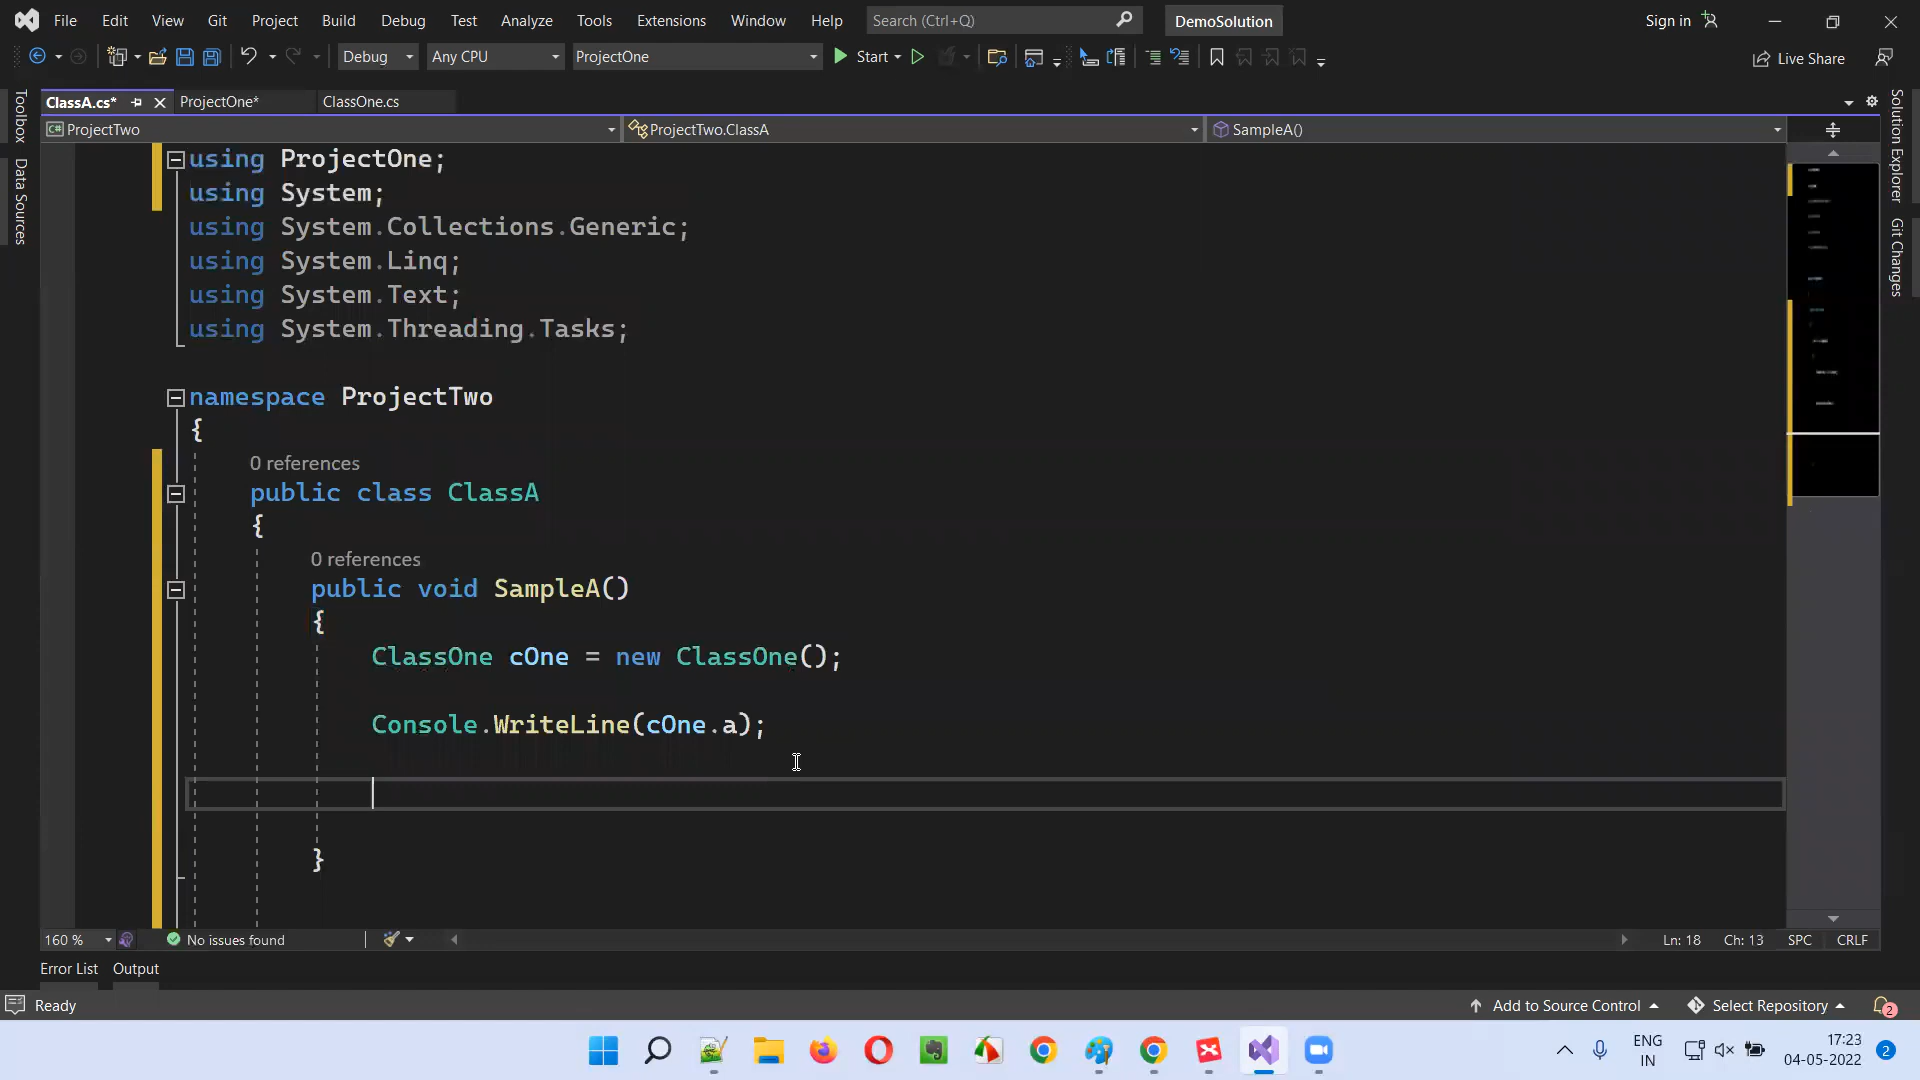 File Edit View Git Project Build Debug Test Analyze Tools Extensions Window Help Search (Ctrl+Q) DemoSolution Sign in
Debug Any CPU ProjectOne Start Live Share
ClassA.cs* ProjectOne* ClassOne.cs
ProjectTwo ProjectTwo.ClassA SampleA()
Toolbox
Data Sources
Solution Explorer
Git Changes
using ProjectOne;
using System;
using System.Collections.Generic;
using System.Linq;
using System.Text;
using System.Threading.Tasks;
namespace ProjectTwo
{
0 references
public class ClassA
{
0 references
public void SampleA()
{
ClassOne cOne = new ClassOne();
Console.WriteLine(cOne.a);
}
160 % No issues found Ln: 18 Ch: 13 SPC CRLF
Error List Output
Ready Add to Source Control Select Repository 2
ENG 17:23
IN 04-05-2022 2